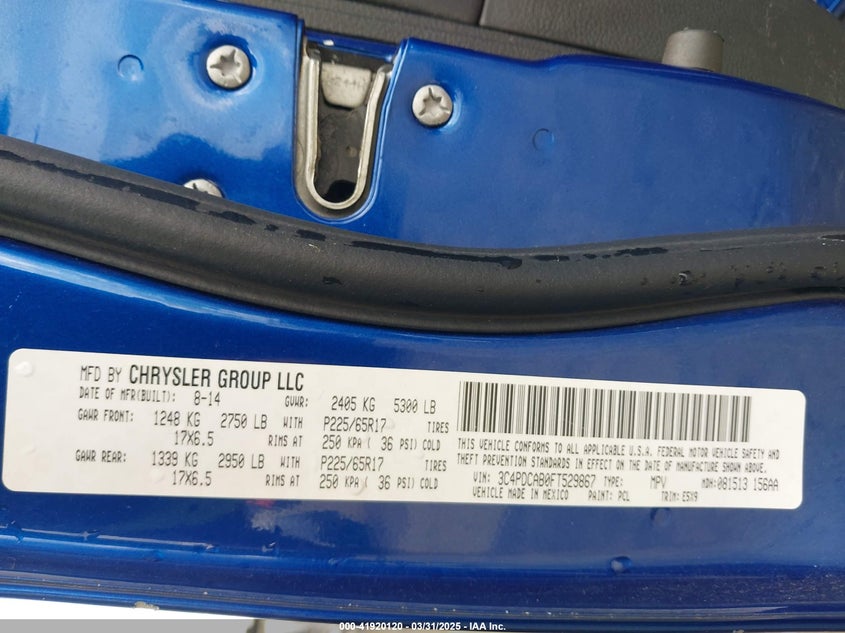 MFD BY CHRYSLER GROUP LLC
DATE OF MFR(BUILT): 8-14 GVWR: 2405 KG 5300 LB
GAWR FRONT: 1248 KG 2750 LB WITH P225/65R17 TIRES
17X6.5 RIMS AT 250 KPA ( 36 PSI) COLD
GAWR REAR: 1339 KG 2950 LB WITH P225/65R17 TIRES
17X6.5 RIMS AT 250 KPA ( 36 PSI) COLD
THIS VEHICLE CONFORMS TO ALL APPLICABLE U.S.A. FEDERAL MOTOR VEHICLE SAFETY AND
THEFT PREVENTION STANDARDS IN EFFECT ON THE DATE OF MANUFACTURE SHOWN ABOVE.
VIN: 3C4PDCAB0FT529867 TYPE: MPV MDH: 081513 156AA
VEHICLE MADE IN MEXICO PAINT: PCL TRIM: E5X9
000-41920120 - 03/31/2025 - IAA Inc.